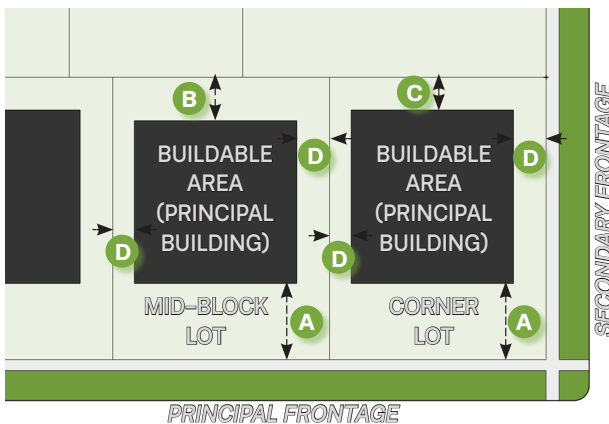 B
C
BUILDABLE
AREA
(PRINCIPAL
BUILDING)
D
BUILDABLE
AREA
(PRINCIPAL
BUILDING)
D
D
D
MID-BLOCK
LOT
A
CORNER
LOT
A
SECONDARY FRONTAGE
PRINCIPAL FRONTAGE